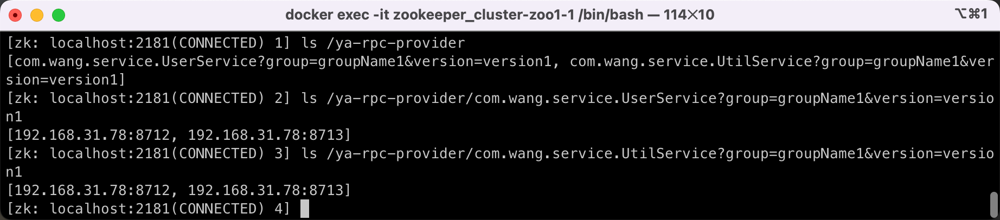 docker exec -it zookeeper_cluster-zoo1-1 /bin/bash — 114✕10
⌥⌘1
[zk: localhost:2181(CONNECTED) 1] ls /ya-rpc-provider
[com.wang.service.UserService?group=groupName1&version=version1, com.wang.service.UtilService?group=groupName1&ver
sion=version1]
[zk: localhost:2181(CONNECTED) 2] ls /ya-rpc-provider/com.wang.service.UserService?group=groupName1&version=versio
n1
[192.168.31.78:8712, 192.168.31.78:8713]
[zk: localhost:2181(CONNECTED) 3] ls /ya-rpc-provider/com.wang.service.UtilService?group=groupName1&version=versio
n1
[192.168.31.78:8712, 192.168.31.78:8713]
[zk: localhost:2181(CONNECTED) 4]